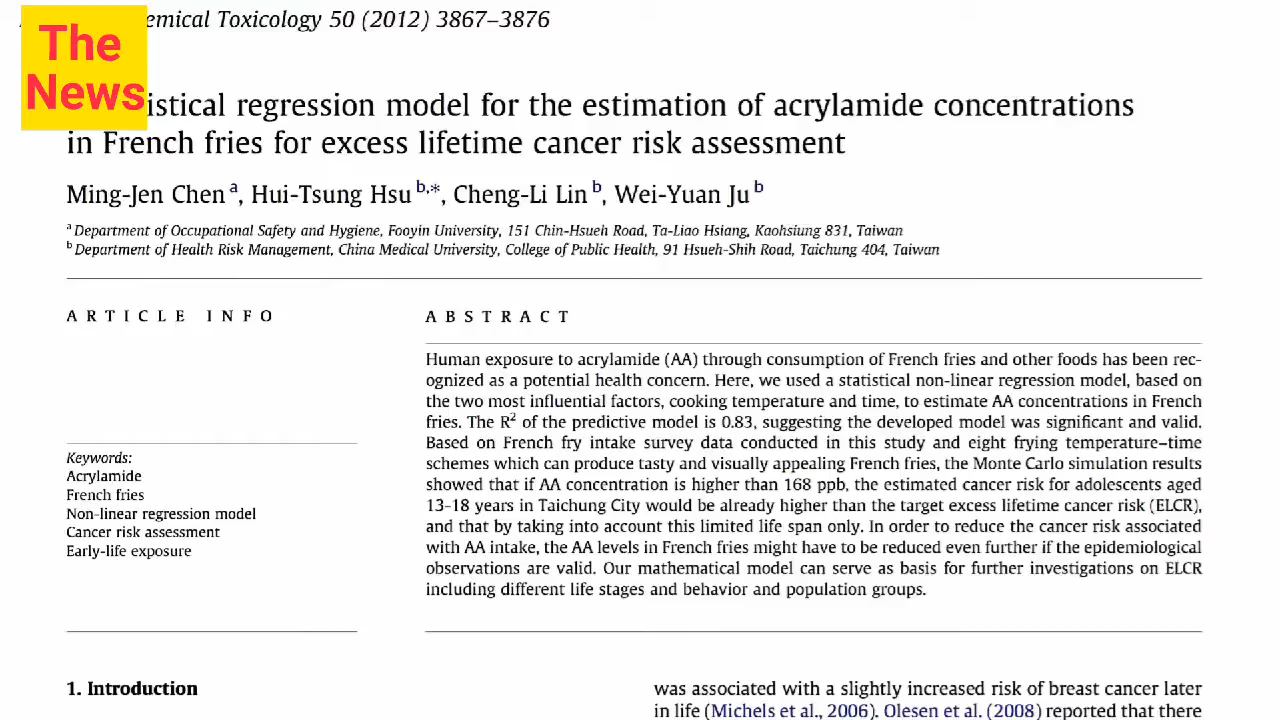 The
News
emical Toxicology 50 (2012) 3867–3876
istical regression model for the estimation of acrylamide concentrations
in French fries for excess lifetime cancer risk assessment
Ming-Jen Chen a, Hui-Tsung Hsu b,*, Cheng-Li Lin b, Wei-Yuan Ju b
a Department of Occupational Safety and Hygiene, Fooyin University, 151 Chin-Hsueh Road, Ta-Liao Hsiang, Kaohsiung 831, Taiwan
b Department of Health Risk Management, China Medical University, College of Public Health, 91 Hsueh-Shih Road, Taichung 404, Taiwan
ARTICLE INFO
Keywords:
Acrylamide
French fries
Non-linear regression model
Cancer risk assessment
Early-life exposure
ABSTRACT
Human exposure to acrylamide (AA) through consumption of French fries and other foods has been rec-
ognized as a potential health concern. Here, we used a statistical non-linear regression model, based on
the two most influential factors, cooking temperature and time, to estimate AA concentrations in French
fries. The R2 of the predictive model is 0.83, suggesting the developed model was significant and valid.
Based on French fry intake survey data conducted in this study and eight frying temperature–time
schemes which can produce tasty and visually appealing French fries, the Monte Carlo simulation results
showed that if AA concentration is higher than 168 ppb, the estimated cancer risk for adolescents aged
13-18 years in Taichung City would be already higher than the target excess lifetime cancer risk (ELCR),
and that by taking into account this limited life span only. In order to reduce the cancer risk associated
with AA intake, the AA levels in French fries might have to be reduced even further if the epidemiological
observations are valid. Our mathematical model can serve as basis for further investigations on ELCR
including different life stages and behavior and population groups.
1. Introduction
was associated with a slightly increased risk of breast cancer later
in life (Michels et al., 2006). Olesen et al. (2008) reported that there